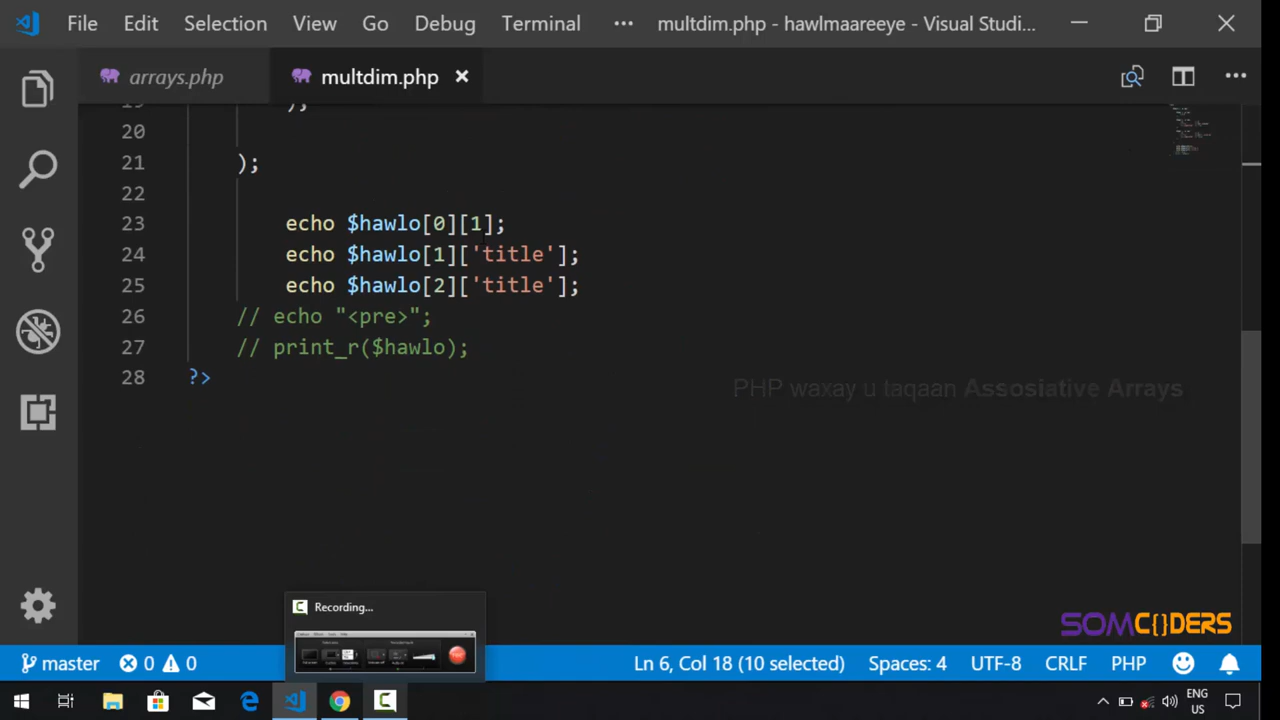 File Edit Selection View Go Debug Terminal ••• multdim.php - hawlmaareeye - Visual Studi...
arrays.php multdim.php
19 );
20
21 );
22
23 echo $hawlo[0][1];
24 echo $hawlo[1]['title'];
25 echo $hawlo[2]['title'];
26 // echo "<pre>";
27 // print_r($hawlo);
28 ?>
PHP waxay u taqaan Assosiative Arrays
Recording...
SOMC{}DERS
master 0 0 Ln 6, Col 18 (10 selected) Spaces: 4 UTF-8 CRLF PHP
ENG
US